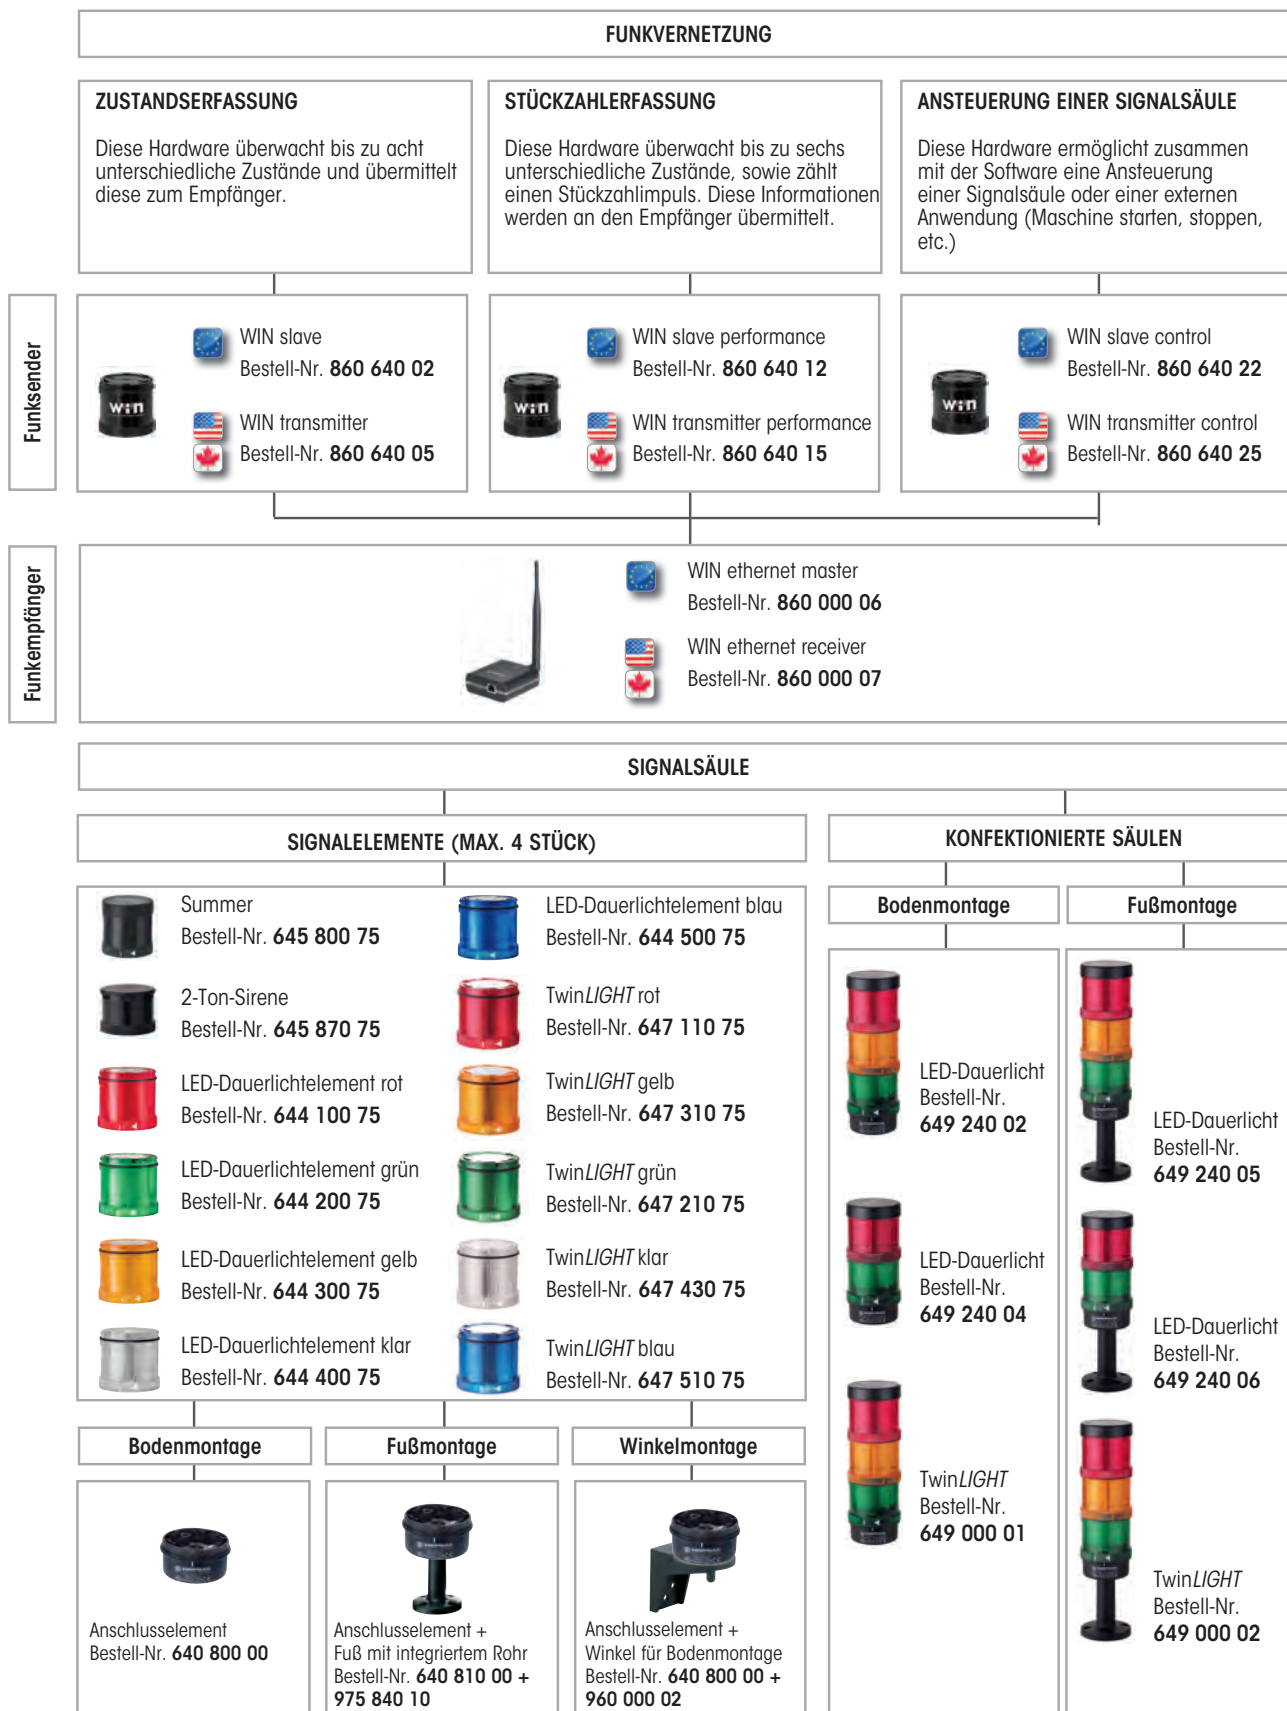 FUNKVERNETZUNG
ZUSTANDSERFASSUNG
Diese Hardware überwacht bis zu acht
unterschiedliche Zustände und übermittelt
diese zum Empfänger.
STÜCKZAHLERFASSUNG
Diese Hardware überwacht bis zu sechs
unterschiedliche Zustände, sowie zählt
einen Stückzahlimpuls. Diese Informationen
werden an den Empfänger übermittelt.
ANSTEUERUNG EINER SIGNALSÄULE
Diese Hardware ermöglicht zusammen
mit der Software eine Ansteuerung
einer Signalsäule oder einer externen
Anwendung (Maschine starten, stoppen,
etc.)
Funksender
win
WIN slave
Bestell-Nr. 860 640 02
WIN transmitter
Bestell-Nr. 860 640 05
win
WIN slave performance
Bestell-Nr. 860 640 12
WIN transmitter performance
Bestell-Nr. 860 640 15
win
WIN slave control
Bestell-Nr. 860 640 22
WIN transmitter control
Bestell-Nr. 860 640 25
Funkempfänger
WIN ethernet master
Bestell-Nr. 860 000 06
WIN ethernet receiver
Bestell-Nr. 860 000 07
SIGNALSÄULE
SIGNALELEMENTE (MAX. 4 STÜCK)
Summer
Bestell-Nr. 645 800 75
2-Ton-Sirene
Bestell-Nr. 645 870 75
LED-Dauerlichtelement rot
Bestell-Nr. 644 100 75
LED-Dauerlichtelement grün
Bestell-Nr. 644 200 75
LED-Dauerlichtelement gelb
Bestell-Nr. 644 300 75
LED-Dauerlichtelement klar
Bestell-Nr. 644 400 75
LED-Dauerlichtelement blau
Bestell-Nr. 644 500 75
TwinLIGHT rot
Bestell-Nr. 647 110 75
TwinLIGHT gelb
Bestell-Nr. 647 310 75
TwinLIGHT grün
Bestell-Nr. 647 210 75
TwinLIGHT klar
Bestell-Nr. 647 430 75
TwinLIGHT blau
Bestell-Nr. 647 510 75
Bodenmontage
Anschlusselement
Bestell-Nr. 640 800 00
Fußmontage
Anschlusselement +
Fuß mit integriertem Rohr
Bestell-Nr. 640 810 00 +
975 840 10
Winkelmontage
Anschlusselement +
Winkel für Bodenmontage
Bestell-Nr. 640 800 00 +
960 000 02
KONFEKTIONIERTE SÄULEN
Bodenmontage
LED-Dauerlicht
Bestell-Nr.
649 240 02
LED-Dauerlicht
Bestell-Nr.
649 240 04
TwinLIGHT
Bestell-Nr.
649 000 01
Fußmontage
LED-Dauerlicht
Bestell-Nr.
649 240 05
LED-Dauerlicht
Bestell-Nr.
649 240 06
TwinLIGHT
Bestell-Nr.
649 000 02